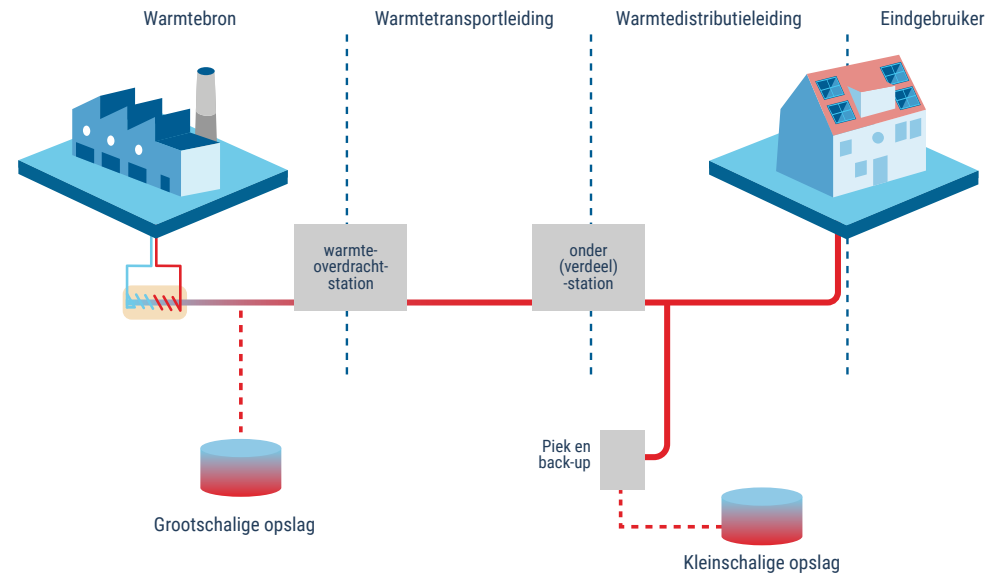 Warmtebron
Warmtetransportleiding
Warmtedistributieleiding
Eindgebruiker
warmte-
overdracht-
station
onder
(verdeel)
-station
Piek en
back-up
Grootschalige opslag
Kleinschalige opslag